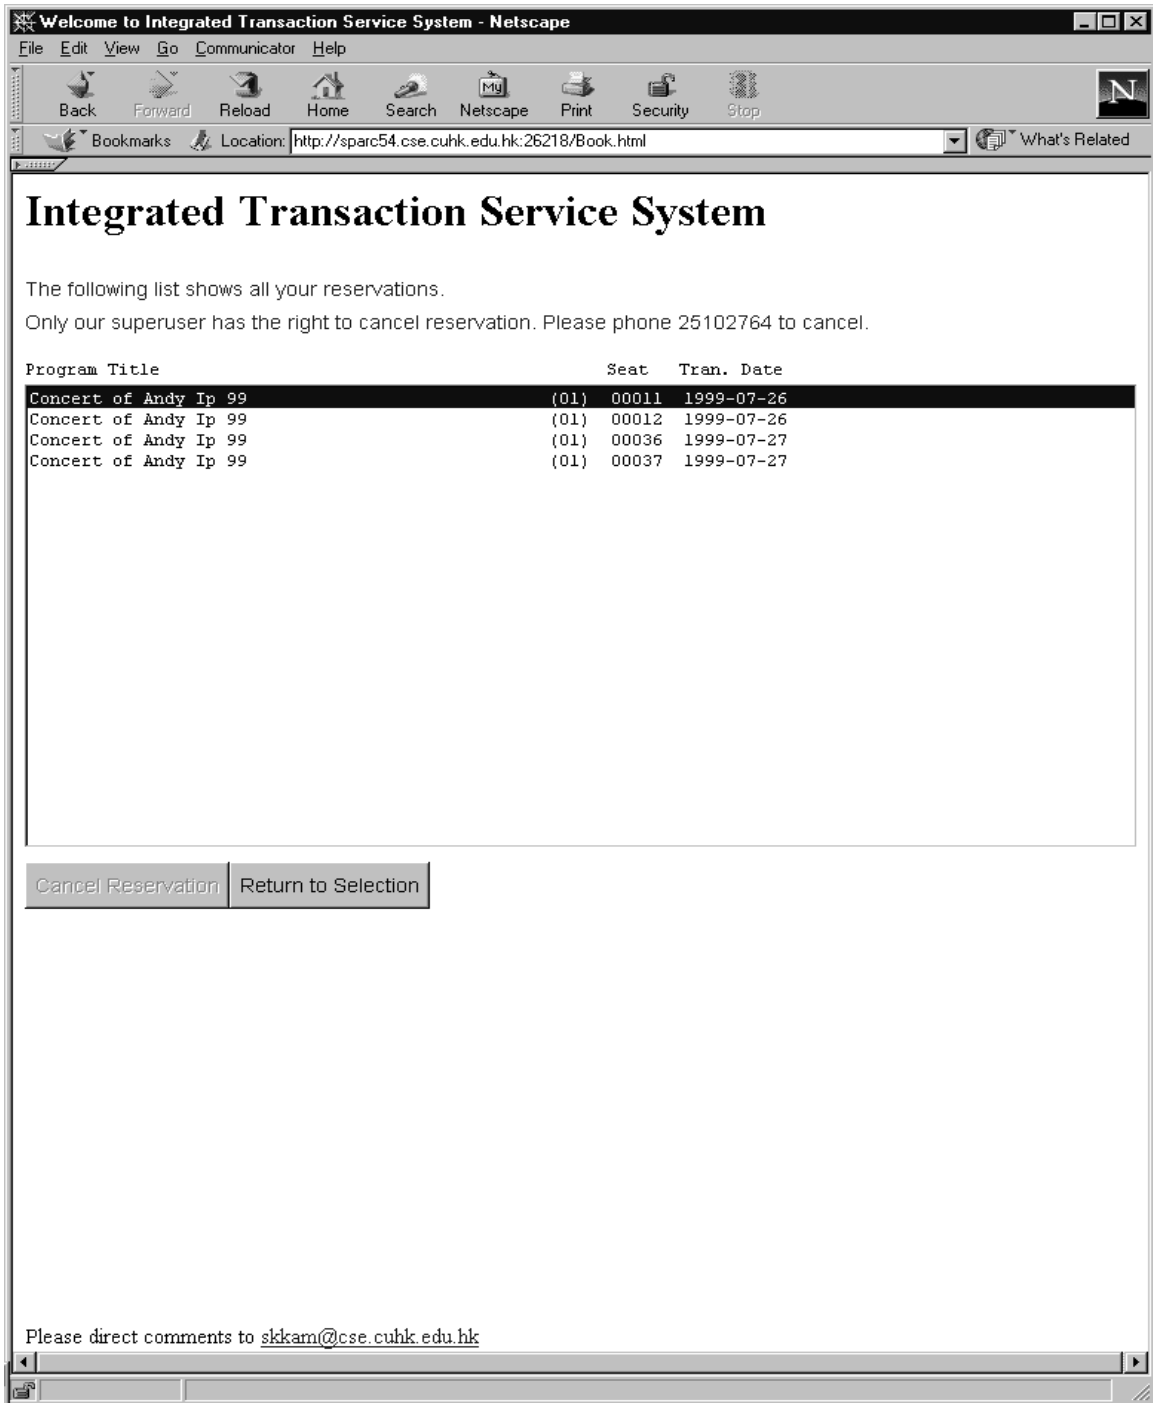 Welcome to Integrated Transaction Service System - Netscape
File Edit View Go Communicator Help
My
N
Back Forward Reload Home Search Netscape Print Security Stop
Bookmarks Location: http://sparc54.cse.cuhk.edu.hk:26218/Book.html What's Related
Integrated Transaction Service System
The following list shows all your reservations.
Only our superuser has the right to cancel reservation. Please phone 25102764 to cancel.
Program Title Seat Tran. Date
Concert of Andy Ip 99 (01) 00011 1999-07-26
Concert of Andy Ip 99 (01) 00012 1999-07-26
Concert of Andy Ip 99 (01) 00036 1999-07-27
Concert of Andy Ip 99 (01) 00037 1999-07-27
Cancel Reservation Return to Selection
Please direct comments to skkam@cse.cuhk.edu.hk